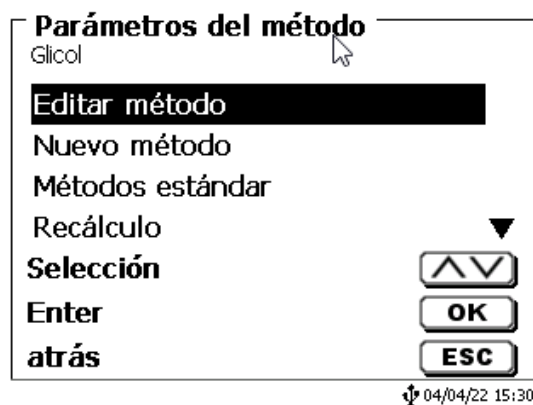 Parámetros del método
Glicol
Editar método
Nuevo método
Métodos estándar
Recálculo
Selección
Enter OK
atrás ESC
04/04/22 15:30